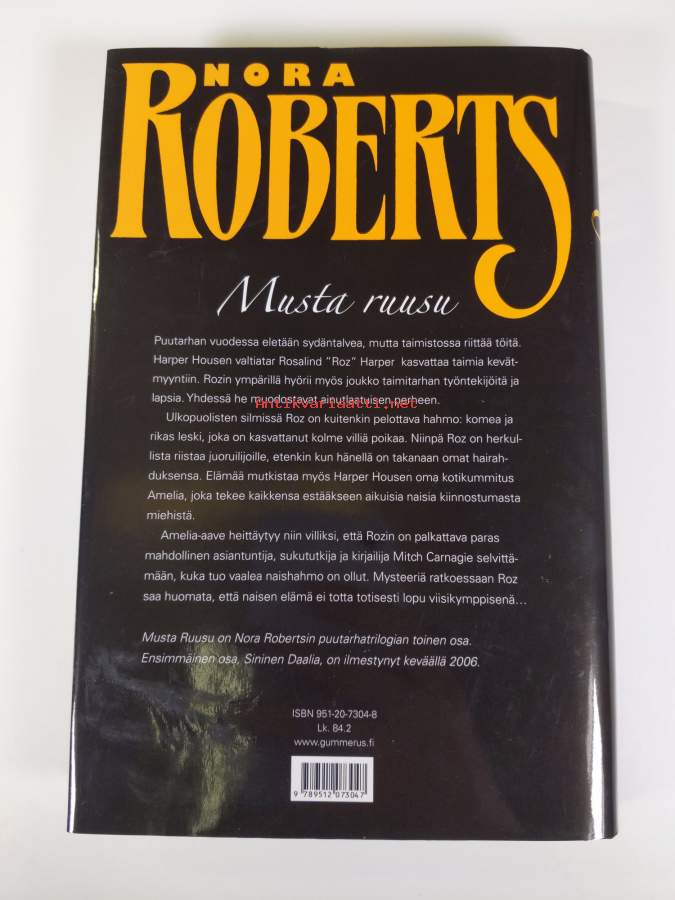 NORA
ROBERTS
Musta ruusu
Puutarhan vuodessa eletään sydäntalvea, mutta taimistossa riittää töitä.
Harper Housen valtiatar Rosalind ”Roz” Harper kasvattaa taimia kevät-
myyntiin. Rozin ympärillä hyörii myös joukko taimitarhan työntekijöitä ja
lapsia. Yhdessä he muodostavat ainutlaatuisen perheen.
Antikvariaatti.net
Ulkopuolisten silmissä Roz on kuitenkin pelottava hahmo: komea ja
rikas leski, joka on kasvattanut kolme villiä poikaa. Niinpä Roz on herkul-
lista riistaa juoruilijoille, etenkin kun hänellä on takanaan omat hairah-
duksensa. Elämää mutkistaa myös Harper Housen oma kotikummitus
Amelia, joka tekee kaikkensa estääkseen aikuisia naisia kiinnostumasta
miehistä.
Amelia-aave heittäytyy niin villiksi, että Rozin on palkattava paras
mahdollinen asiantuntija, sukututkija ja kirjailija Mitch Carnagie selvittä-
mään, kuka tuo vaalea naishahmo on ollut. Mysteeriä ratkoessaan Roz
saa huomata, että naisen elämä ei totta totisesti lopu viisikymppisenä...
Musta Ruusu on Nora Robertsin puutarhatrilogian toinen osa.
Ensimmäinen osa, Sininen Daalia, on ilmestynyt keväällä 2006.
ISBN 951-20-7304-8
Lk. 84.2
www.gummerus.fi
9 789512 073047